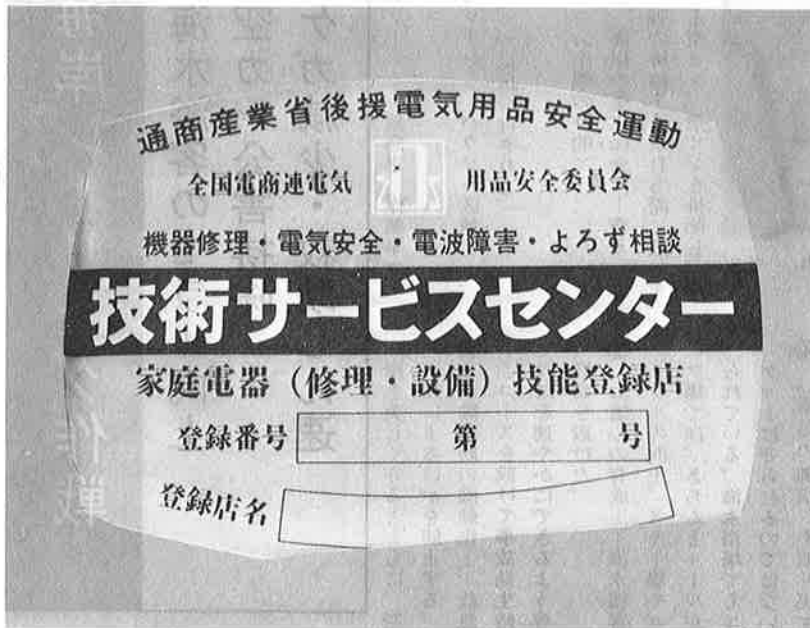 通商産業省後援電気用品安全運動
全国電商連電気 用品安全委員会
機器修理・電気安全・電波障害・よろず相談
技術サービスセンター
家庭電器（修理・設備）技能登録店
登録番号 第 号
登録店名